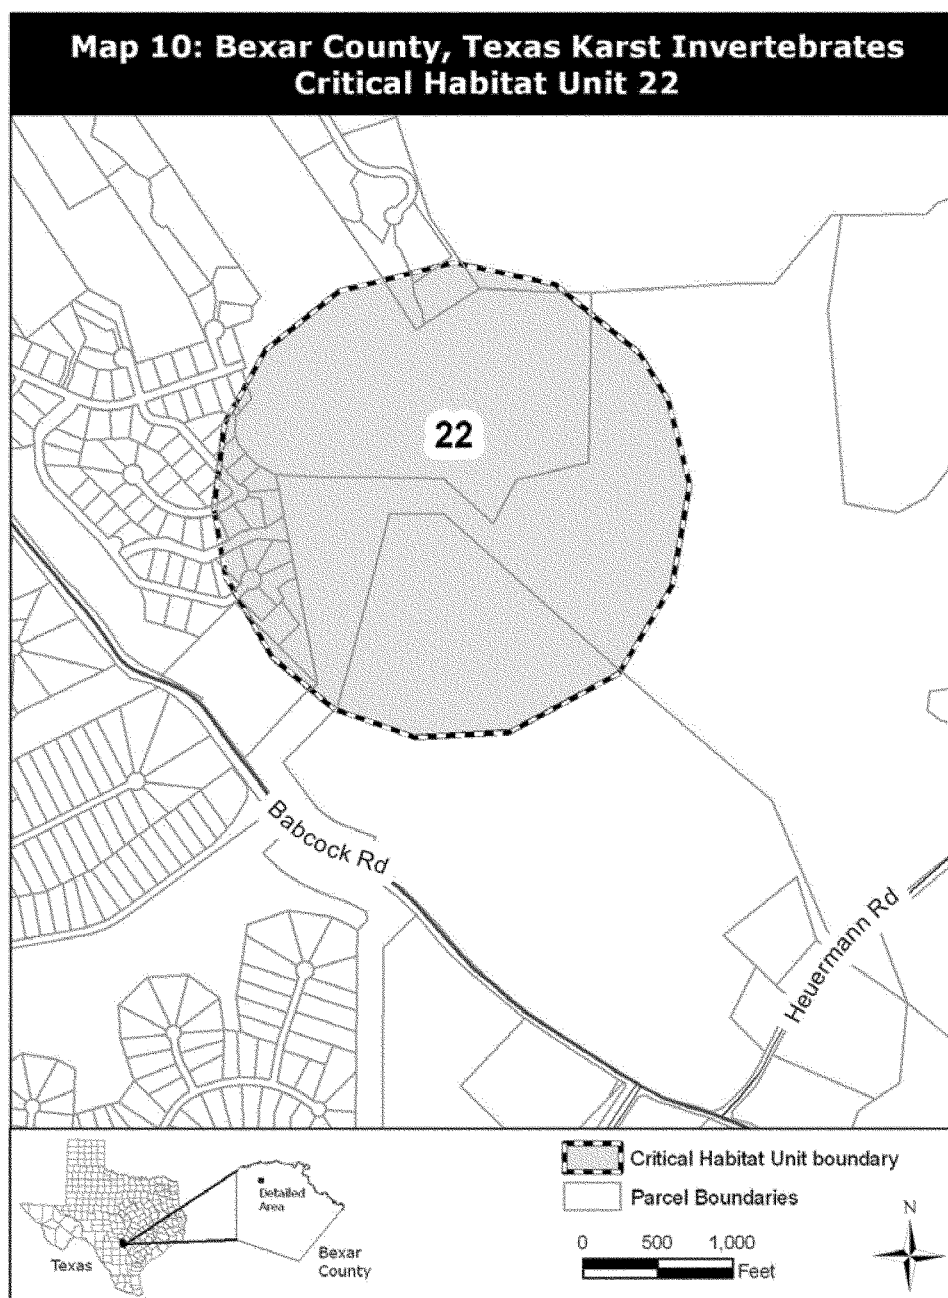 Map 10: Bexar County, Texas Karst Invertebrates
Critical Habitat Unit 22
22
Babcock Rd
Heuermann Rd
Texas
Detailed
Area
Bexar
County
Critical Habitat Unit boundary
Parcel Boundaries
0 500 1,000
Feet
N